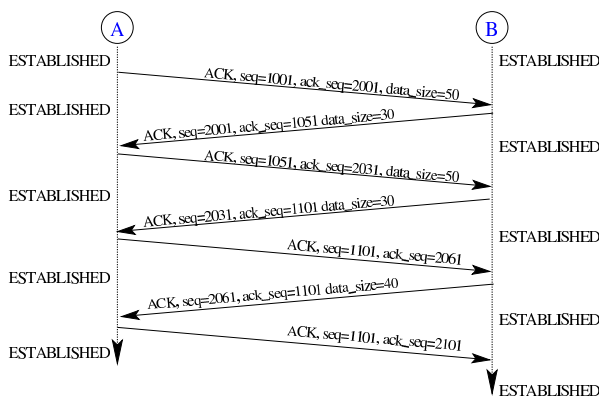 A
B
ESTABLISHED
ESTABLISHED
ACK, seq=1001, ack_seq=2001, data_size=50
ESTABLISHED
ACK, seq=2001, ack_seq=1051 data_size=30
ESTABLISHED
ACK, seq=1051, ack_seq=2031, data_size=50
ESTABLISHED
ACK, seq=2031, ack_seq=1101 data_size=30
ESTABLISHED
ACK, seq=1101, ack_seq=2061
ESTABLISHED
ACK, seq=2061, ack_seq=1101 data_size=40
ESTABLISHED
ACK, seq=1101, ack_seq=2101
ESTABLISHED
ESTABLISHED